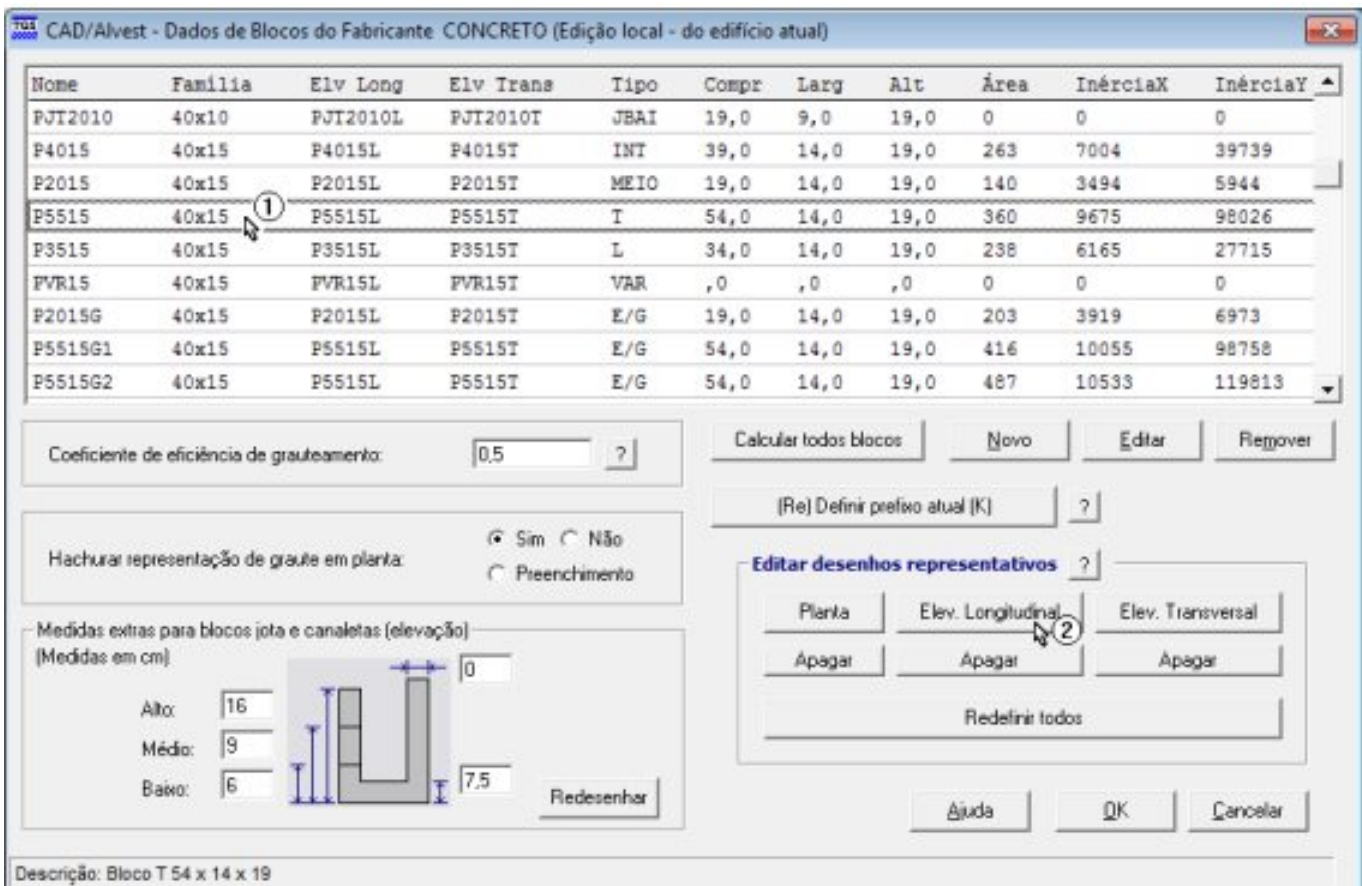 TQS CAD/Alvest - Dados de Blocos do Fabricante CONCRETO (Edição local - do edifício atual)
Nome Família Elv Long Elv Trans Tipo Compr Larg Alt Área InérciaX InérciaY
PJT2010 40x10 PJT2010L PJT2010T JBAI 19,0 9,0 19,0 0 0 0
P4015 40x15 P4015L P4015T INT 39,0 14,0 19,0 263 7004 39739
P2015 40x15 P2015L P2015T MEIO 19,0 14,0 19,0 140 3494 5944
P5515 40x15 P5515L P5515T T 54,0 14,0 19,0 360 9675 98026
1
P3515 40x15 P3515L P3515T L 34,0 14,0 19,0 238 6165 27715
PVR15 40x15 PVR15L PVR15T VAR ,0 ,0 ,0 0 0 0
P2015G 40x15 P2015L P2015T E/G 19,0 14,0 19,0 203 3919 6973
P5515G1 40x15 P5515L P5515T E/G 54,0 14,0 19,0 416 10055 98758
P5515G2 40x15 P5515L P5515T E/G 54,0 14,0 19,0 487 10533 119813
Coeficiente de eficiência de grauteamento: 0,5 ?
Calcular todos blocos Novo Editar Remover
(Re) Definir prefixo atual (K) ?
Hachurar representação de graute em planta: Sim Não
Preenchimento
Editar desenhos representativos ?
Planta Elev. Longitudinal Elev. Transversal
2
Apagar Apagar Apagar
Redefinir todos
Medidas extras para blocos jota e canaletas (elevação)
(Medidas em cm)
0
Alto: 16
Médio: 9
Baixo: 6
7,5
Redesenhar
Ajuda OK Cancelar
Descrição: Bloco T 54 x 14 x 19